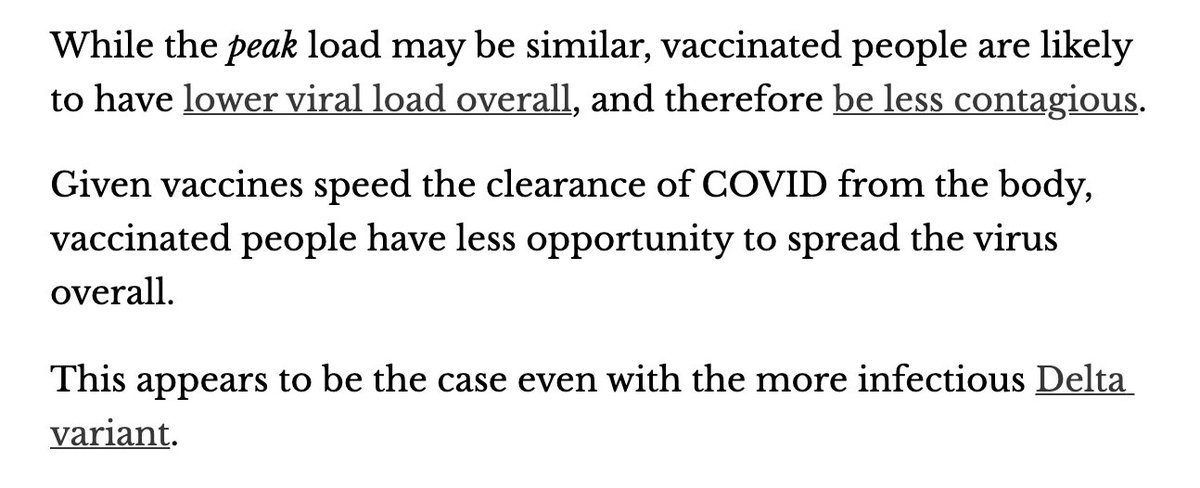 While the peak load may be similar, vaccinated people are likely
to have lower viral load overall, and therefore be less contagious.
Given vaccines speed the clearance of COVID from the body,
vaccinated people have less opportunity to spread the virus
overall.
This appears to be the case even with the more infectious Delta
variant.